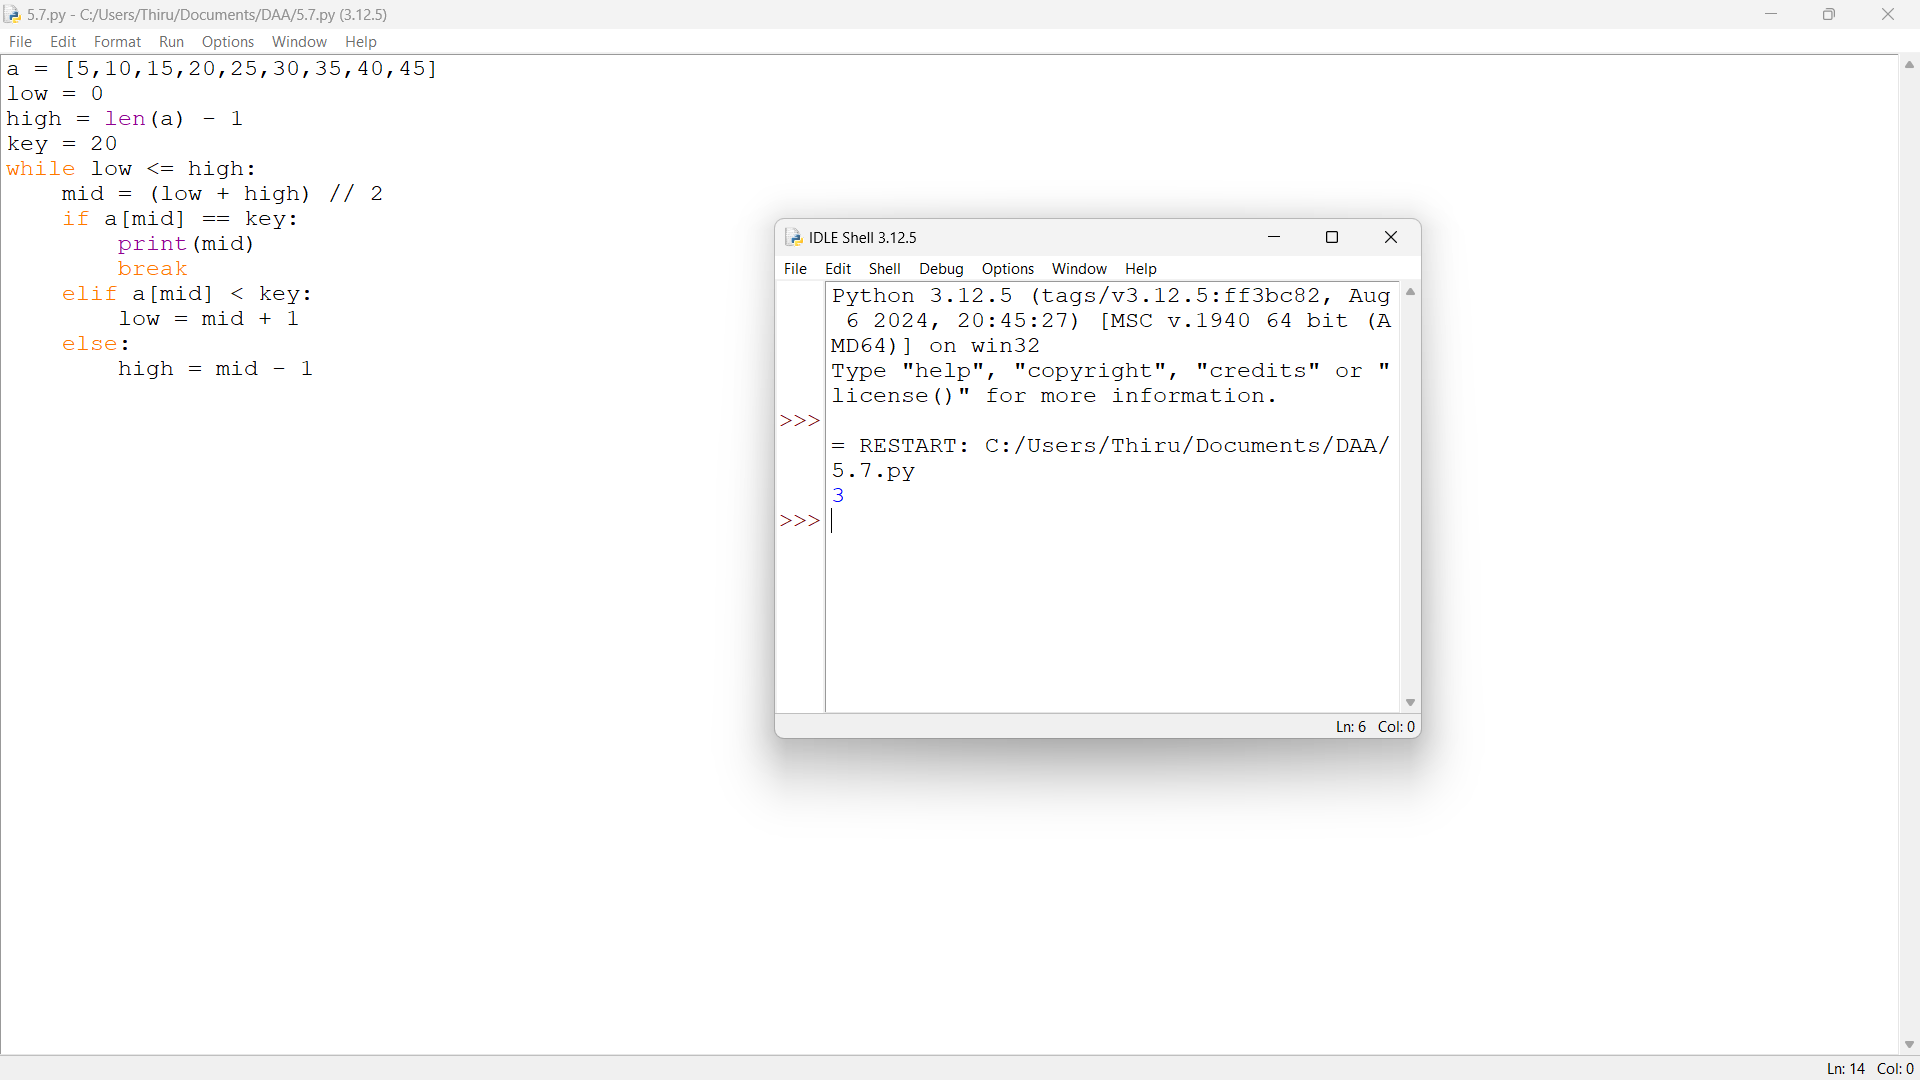 5.7.py - C:/Users/Thiru/Documents/DAA/5.7.py (3.12.5)
File Edit Format Run Options Window Help
a = [5,10,15,20,25,30,35,40,45]
low = 0
high = len(a) - 1
key = 20
while low <= high:
    mid = (low + high) // 2
    if a[mid] == key:
        print(mid)
        break
    elif a[mid] < key:
        low = mid + 1
    else:
        high = mid - 1
IDLE Shell 3.12.5
File Edit Shell Debug Options Window Help
Python 3.12.5 (tags/v3.12.5:ff3bc82, Aug
 6 2024, 20:45:27) [MSC v.1940 64 bit (A
MD64)] on win32
Type "help", "copyright", "credits" or "
license()" for more information.
>>>
= RESTART: C:/Users/Thiru/Documents/DAA/
5.7.py
3
>>>
Ln: 6 Col: 0
Ln: 14 Col: 0